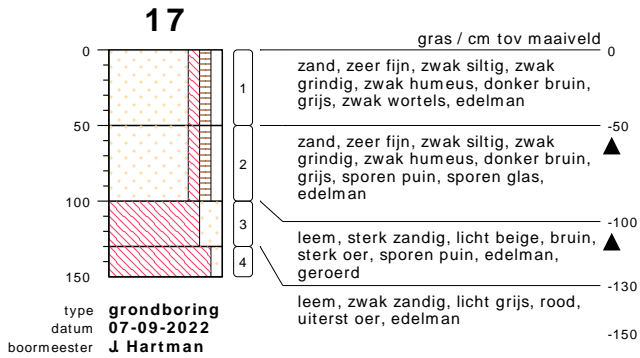 17
gras / cm tov maaiveld
0
0
zand, zeer fijn, zwak siltig, zwak
grindig, zwak humeus, donker bruin,
grijs, zwak wortels, edelman
1
50
-50
zand, zeer fijn, zwak siltig, zwak
grindig, zwak humeus, donker bruin,
grijs, sporen puin, sporen glas,
edelman
2
100
-100
leem, sterk zandig, licht beige, bruin,
sterk oer, sporen puin, edelman,
geroerd
3
4
-130
leem, zwak zandig, licht grijs, rood,
uiterst oer, edelman
150
-150
type grondboring
datum 07-09-2022
boormeester J. Hartman